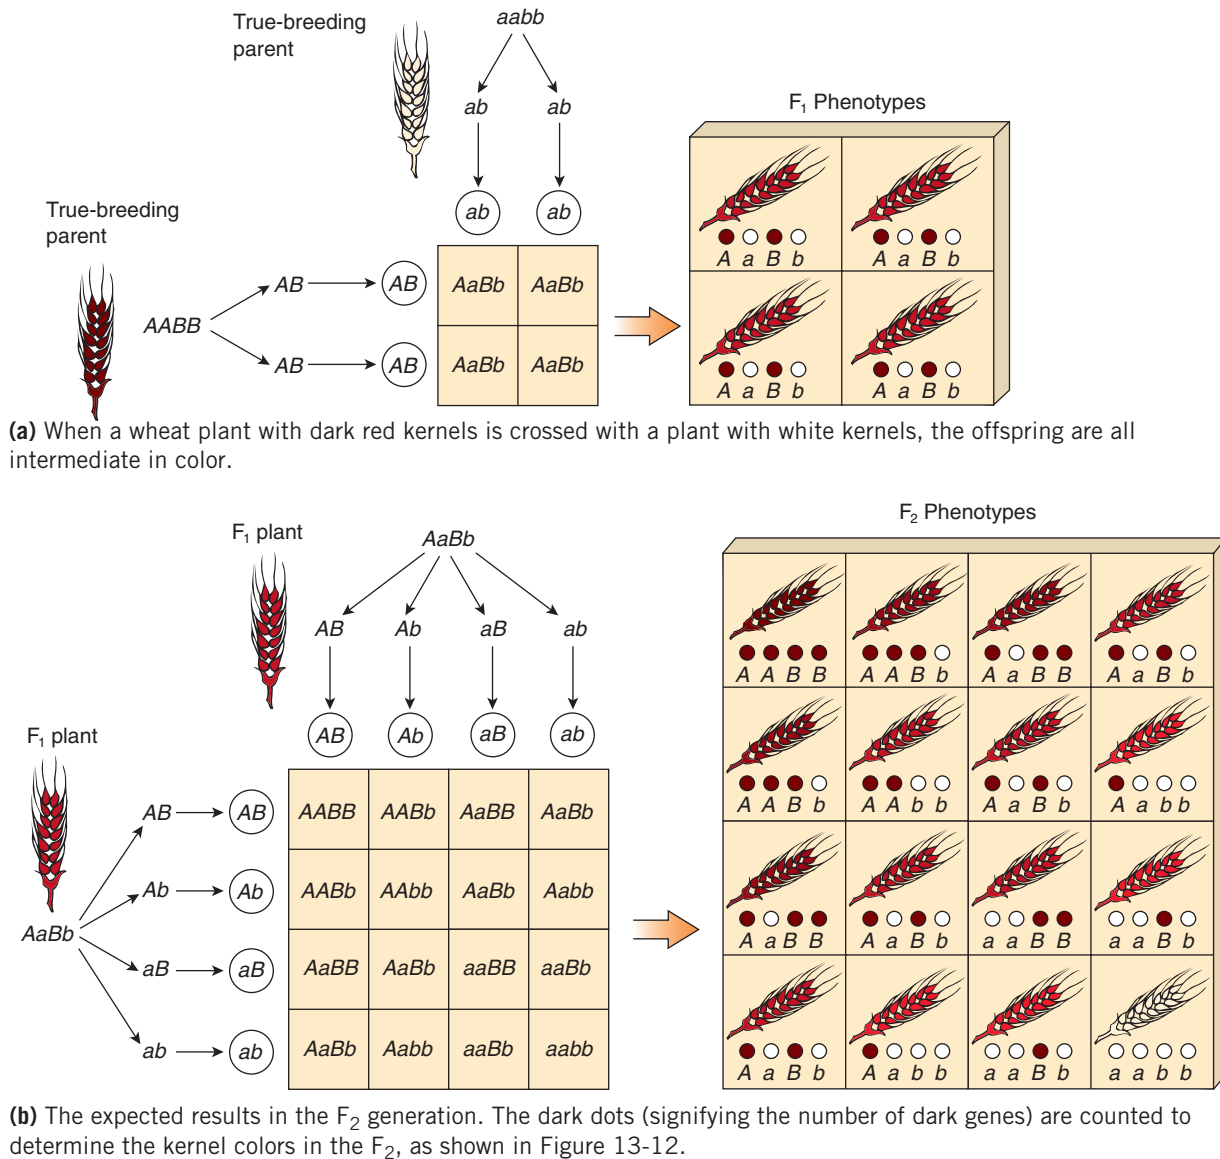 True-breeding
parent
aabb
ab ab
ab ab
True-breeding
parent
AABB
AB AB
AB AB
AaBb AaBb
AaBb AaBb
F1 Phenotypes
A a B b A a B b
A a B b A a B b
(a) When a wheat plant with dark red kernels is crossed with a plant with white kernels, the offspring are all
intermediate in color.
F1 plant
AaBb
AB Ab aB ab
AB Ab aB ab
F1 plant
AaBb
AB AB AABB AABb AaBB AaBb
Ab Ab AABb AAbb AaBb Aabb
aB aB AaBB AaBb aaBB aaBb
ab ab AaBb Aabb aaBb aabb
F2 Phenotypes
A A B B A A B b A a B B A a B b
A A B b A A b b A a B b A a b b
A a B B A a B b a a B B a a B b
A a B b A a b b a a B b a a b b
(b) The expected results in the F2 generation. The dark dots (signifying the number of dark genes) are counted to
determine the kernel colors in the F2, as shown in Figure 13-12.